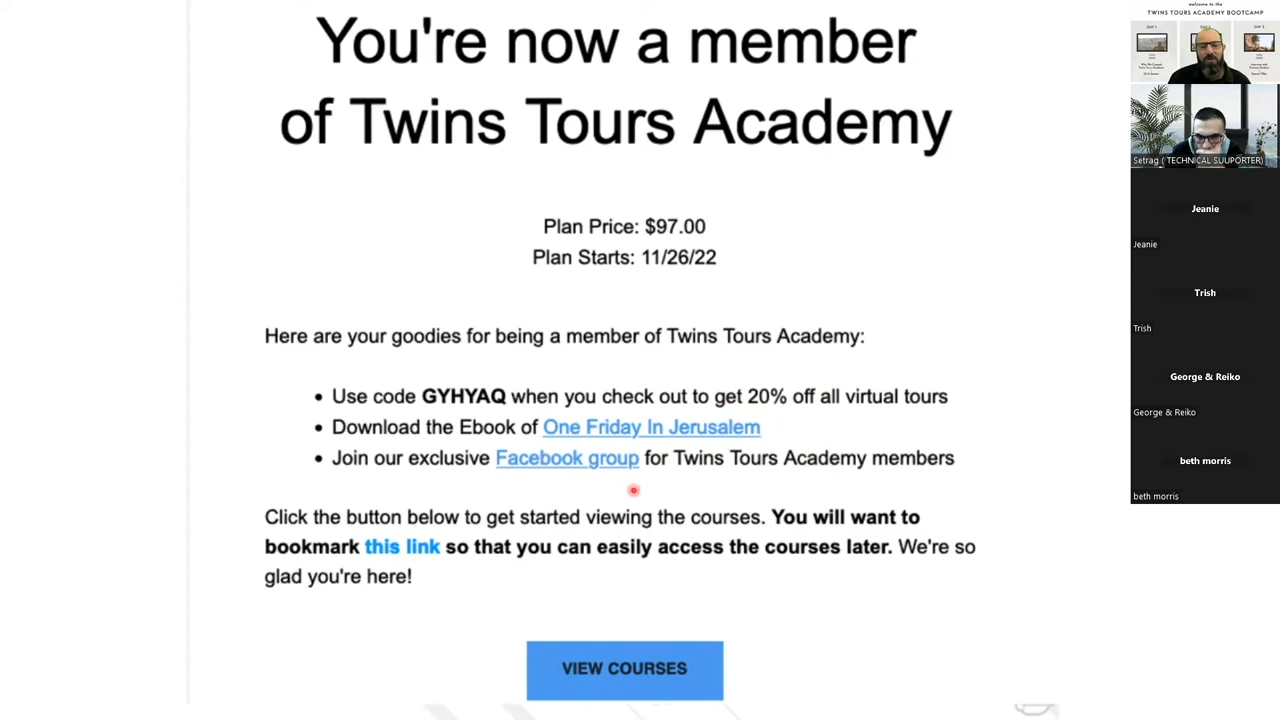 You're now a member
of Twins Tours Academy
Plan Price: $97.00
Plan Starts: 11/26/22
Here are your goodies for being a member of Twins Tours Academy:
• Use code GYHYAQ when you check out to get 20% off all virtual tours
• Download the Ebook of One Friday In Jerusalem
• Join our exclusive Facebook group for Twins Tours Academy members
Click the button below to get started viewing the courses. You will want to
bookmark this link so that you can easily access the courses later. We're so
glad you're here!
VIEW COURSES
welcome to the
TWINS TOURS ACADEMY BOOTCAMP
DAY 1
Setrag ( TECHNICAL SUUPORTER)
Jeanie
Jeanie
Trish
Trish
George & Reiko
George & Reiko
beth morris
beth morris